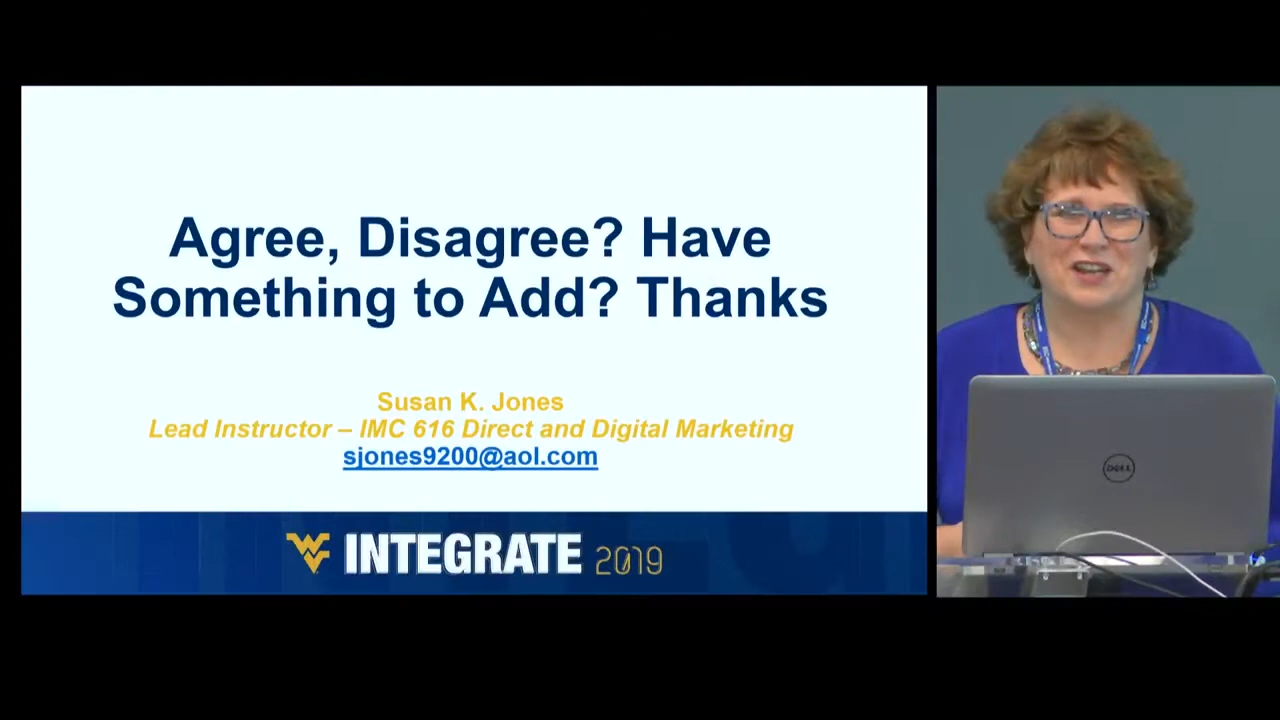 Agree, Disagree? Have
Something to Add? Thanks
Susan K. Jones
Lead Instructor – IMC 616 Direct and Digital Marketing
sjones9200@aol.com
WV INTEGRATE 2019
DELL